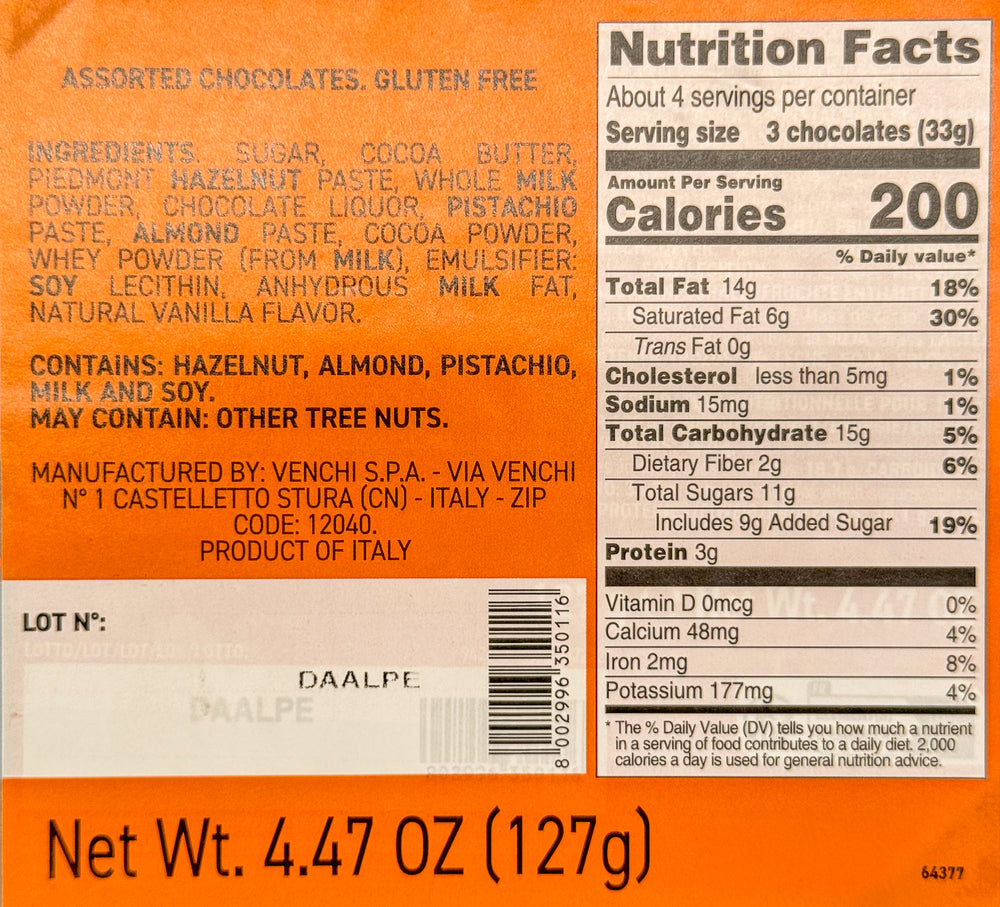 ASSORTED CHOCOLATES. GLUTEN FREE
INGREDIENTS. SUGAR, COCOA BUTTER,
PIEDMONT HAZELNUT PASTE, WHOLE MILK
POWDER, CHOCOLATE LIQUOR, PISTACHIO
PASTE, ALMOND PASTE, COCOA POWDER,
WHEY POWDER (FROM MILK), EMULSIFIER:
SOY LECITHIN, ANHYDROUS MILK FAT,
NATURAL VANILLA FLAVOR.
CONTAINS: HAZELNUT, ALMOND, PISTACHIO,
MILK AND SOY.
MAY CONTAIN: OTHER TREE NUTS.
MANUFACTURED BY: VENCHI S.P.A. - VIA VENCHI
N° 1 CASTELLETTO STURA (CN) - ITALY - ZIP
CODE: 12040.
PRODUCT OF ITALY
LOT N°:
DAALPE
DAALPE
8 002996 350116
Nutrition Facts
About 4 servings per container
Serving size 3 chocolates (33g)
Amount Per Serving
Calories 200
% Daily value*
Total Fat 14g 18%
Saturated Fat 6g 30%
Trans Fat 0g
Cholesterol less than 5mg 1%
Sodium 15mg 1%
Total Carbohydrate 15g 5%
Dietary Fiber 2g 6%
Total Sugars 11g
Includes 9g Added Sugar 19%
Protein 3g
Vitamin D 0mcg 0%
Calcium 48mg 4%
Iron 2mg 8%
Potassium 177mg 4%
* The % Daily Value (DV) tells you how much a nutrient
in a serving of food contributes to a daily diet. 2,000
calories a day is used for general nutrition advice.
Net Wt. 4.47 OZ (127g)
64377